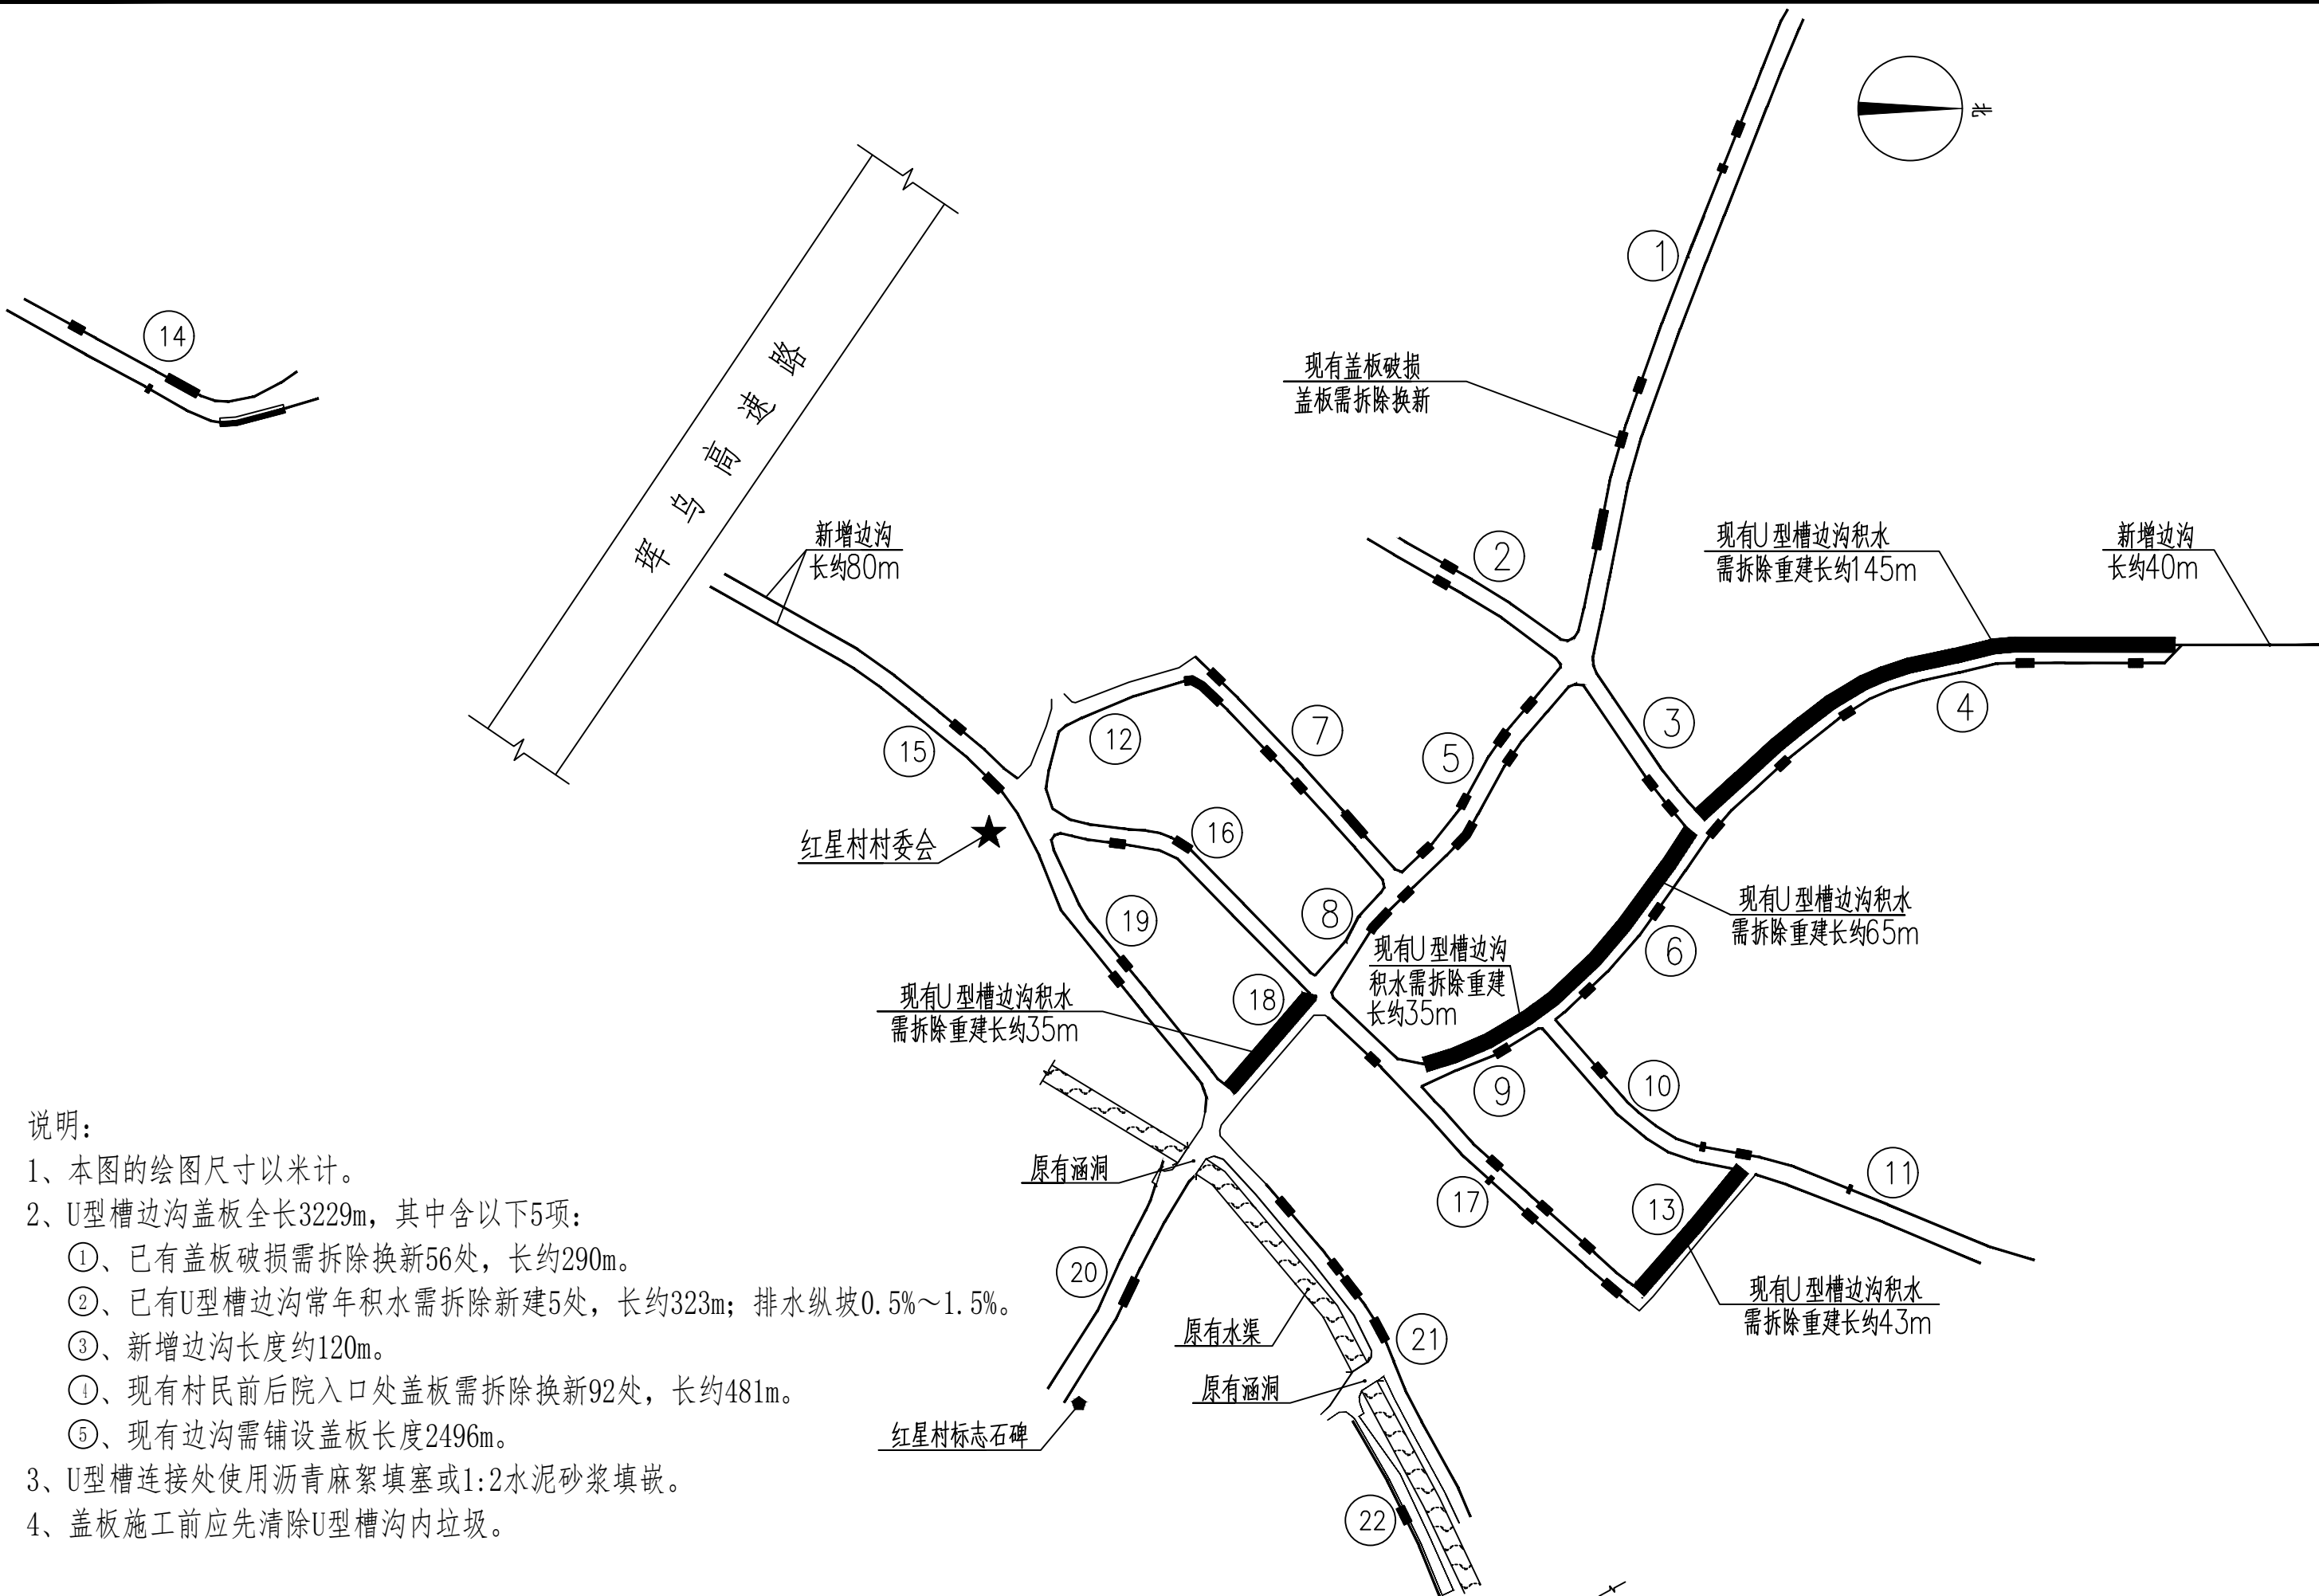 北
1
14
现有盖板破损
盖板需拆除换新
珲乌高速路
新增边沟
长约80m
2
现有U型槽边沟积水
需拆除重建长约145m
新增边沟
长约40m
3
4
5
7
12
15
16
红星村村委会
8
19
现有U型槽边沟积水
需拆除重建长约65m
6
现有U型槽边沟
积水需拆除重建
长约35m
18
现有U型槽边沟积水
需拆除重建长约35m
9
10
11
原有涵洞
17
13
20
现有U型槽边沟积水
需拆除重建长约43m
原有水渠
21
原有涵洞
红星村标志石碑
22
说明:
1、本图的绘图尺寸以米计。
2、U型槽边沟盖板全长3229m，其中含以下5项:
①、已有盖板破损需拆除换新56处，长约290m。
②、已有U型槽边沟常年积水需拆除新建5处，长约323m；排水纵坡0.5%～1.5%。
③、新增边沟长度约120m。
④、现有村民前后院入口处盖板需拆除换新92处，长约481m。
⑤、现有边沟需铺设盖板长度2496m。
3、U型槽连接处使用沥青麻絮填塞或1:2水泥砂浆填嵌。
4、盖板施工前应先清除U型槽沟内垃圾。